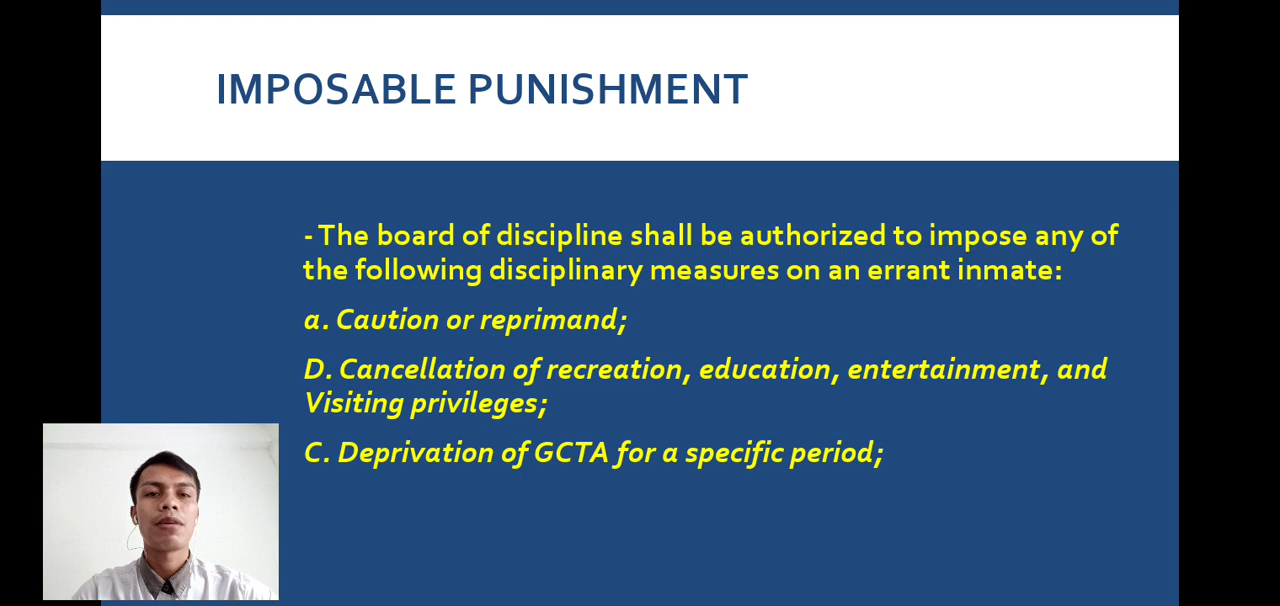 IMPOSABLE PUNISHMENT
- The board of discipline shall be authorized to impose any of
the following disciplinary measures on an errant inmate:
a. Caution or reprimand;
D. Cancellation of recreation, education, entertainment, and
Visiting privileges;
C. Deprivation of GCTA for a specific period;